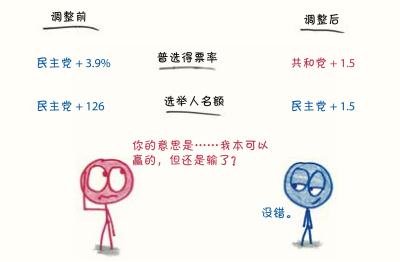 调整前 调整后
普选得票率
民主党 + 3.9% 共和党 + 1.5
选举人名额
民主党 + 126 民主党 + 1.5
你的意思是……我本可以
赢的，但还是输了？
没错。